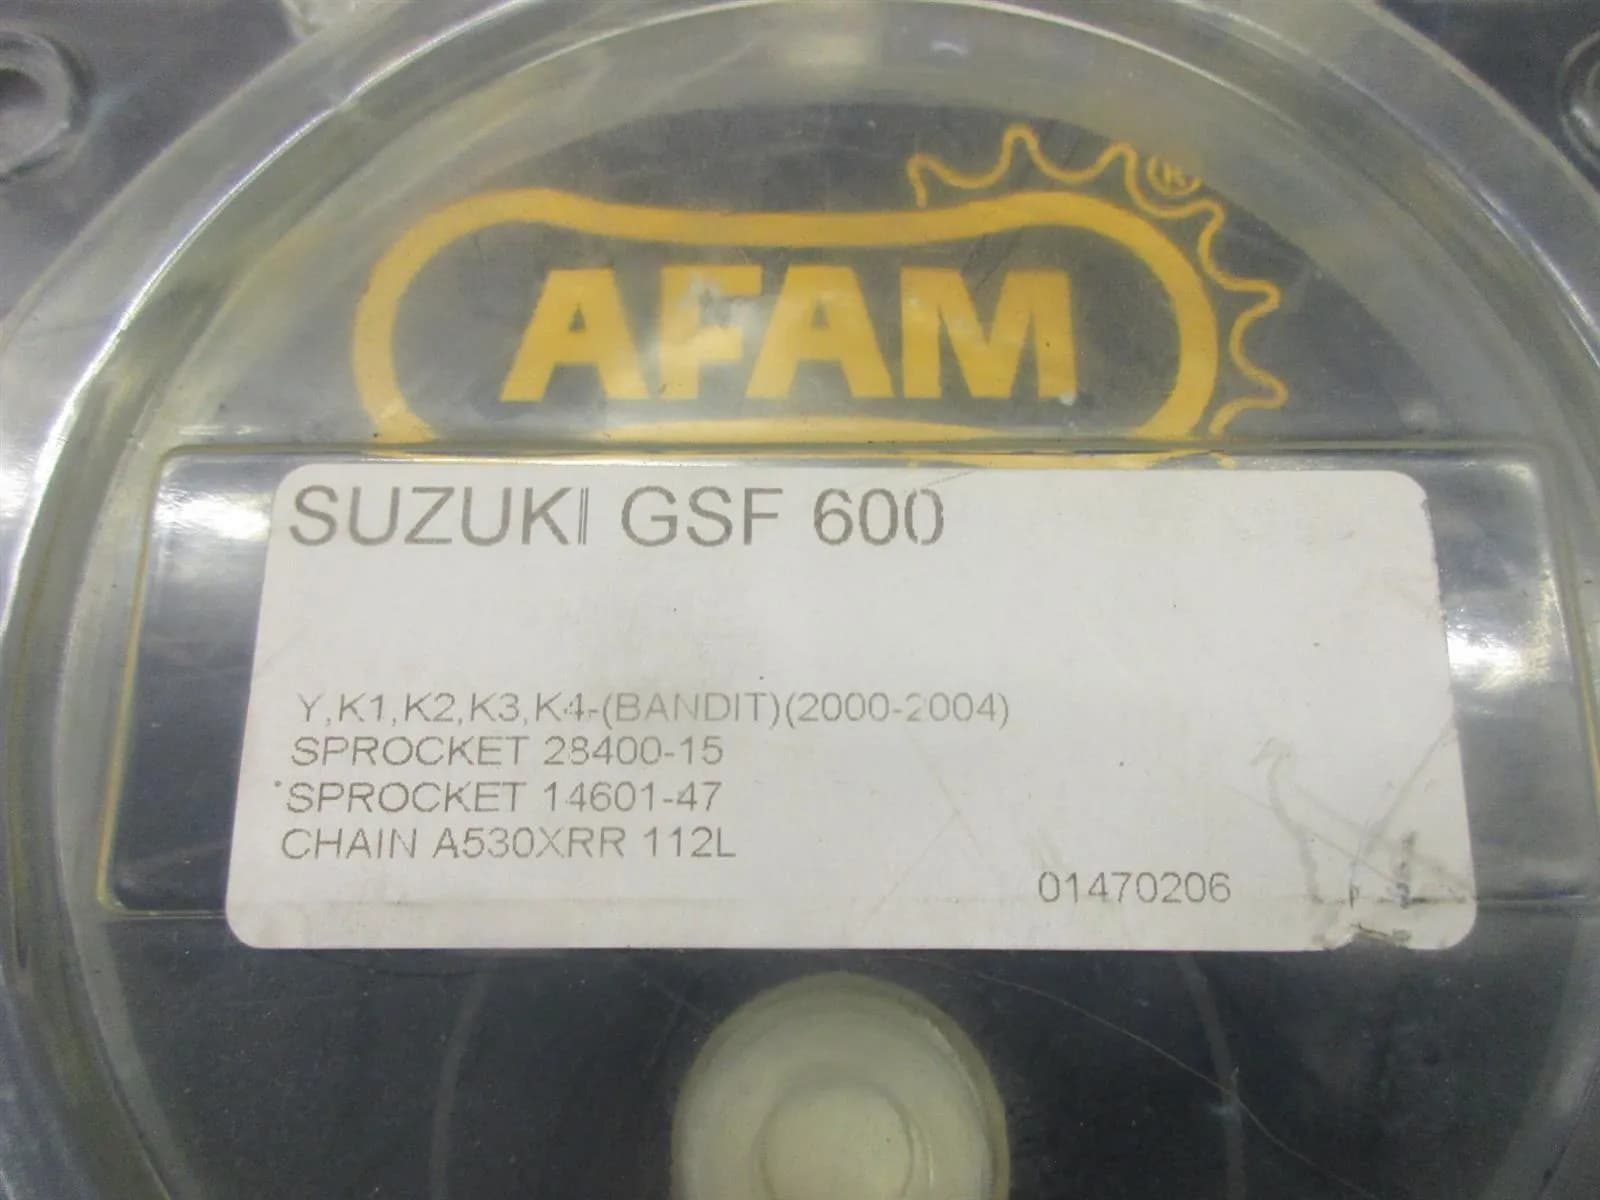 AFAM®
SUZUKI GSF 600
Y,K1,K2,K3,K4-(BANDIT)(2000-2004)
SPROCKET 28400-15
SPROCKET 14601-47
CHAIN A530XRR 112L
01470206